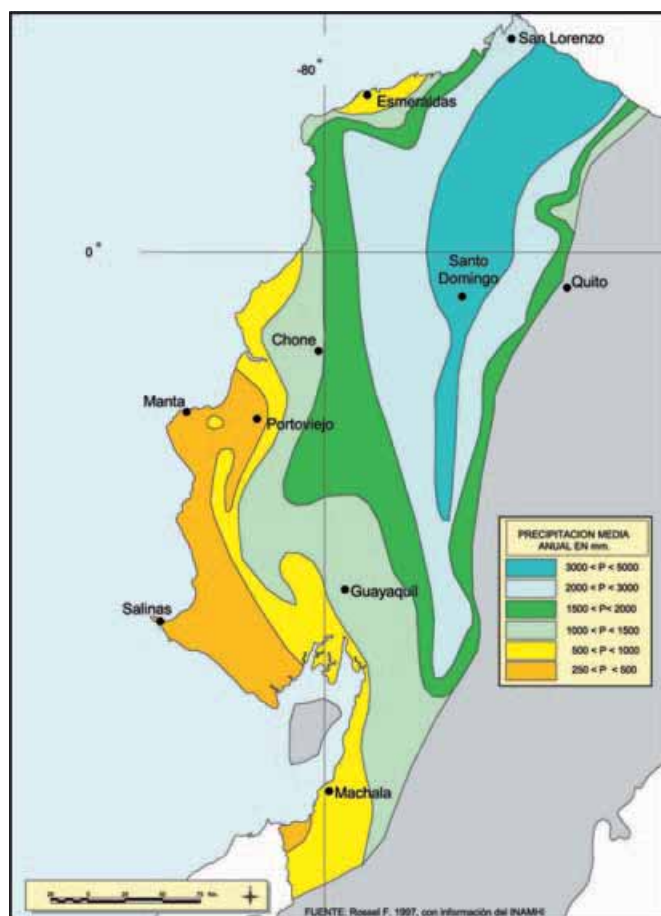 San Lorenzo
-80°
Esmeraldas
0°
Santo
Domingo
Quito
Chone
Manta
Portoviejo
PRECIPITACION MEDIA
ANUAL EN mm.
3000 < P < 5000
2000 < P < 3000
1500 < P< 2000
1000 < P < 1500
500 < P < 1000
250 < P < 500
Guayaquil
Salinas
Machala
FUENTE: Rossel F. 1997, con información del INAMHI